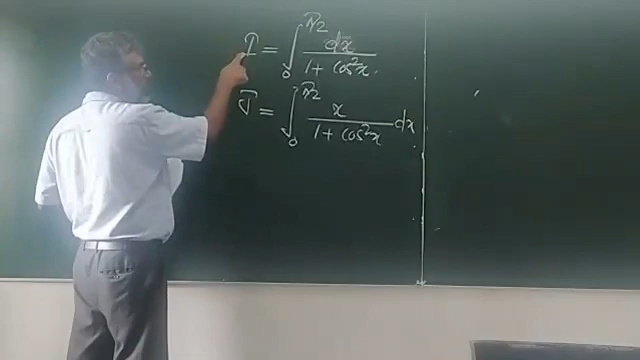 I = ∫₀^{π/2} dx / (1 + cos²x)
J = ∫₀^{π/2} x / (1 + cos²x) dx